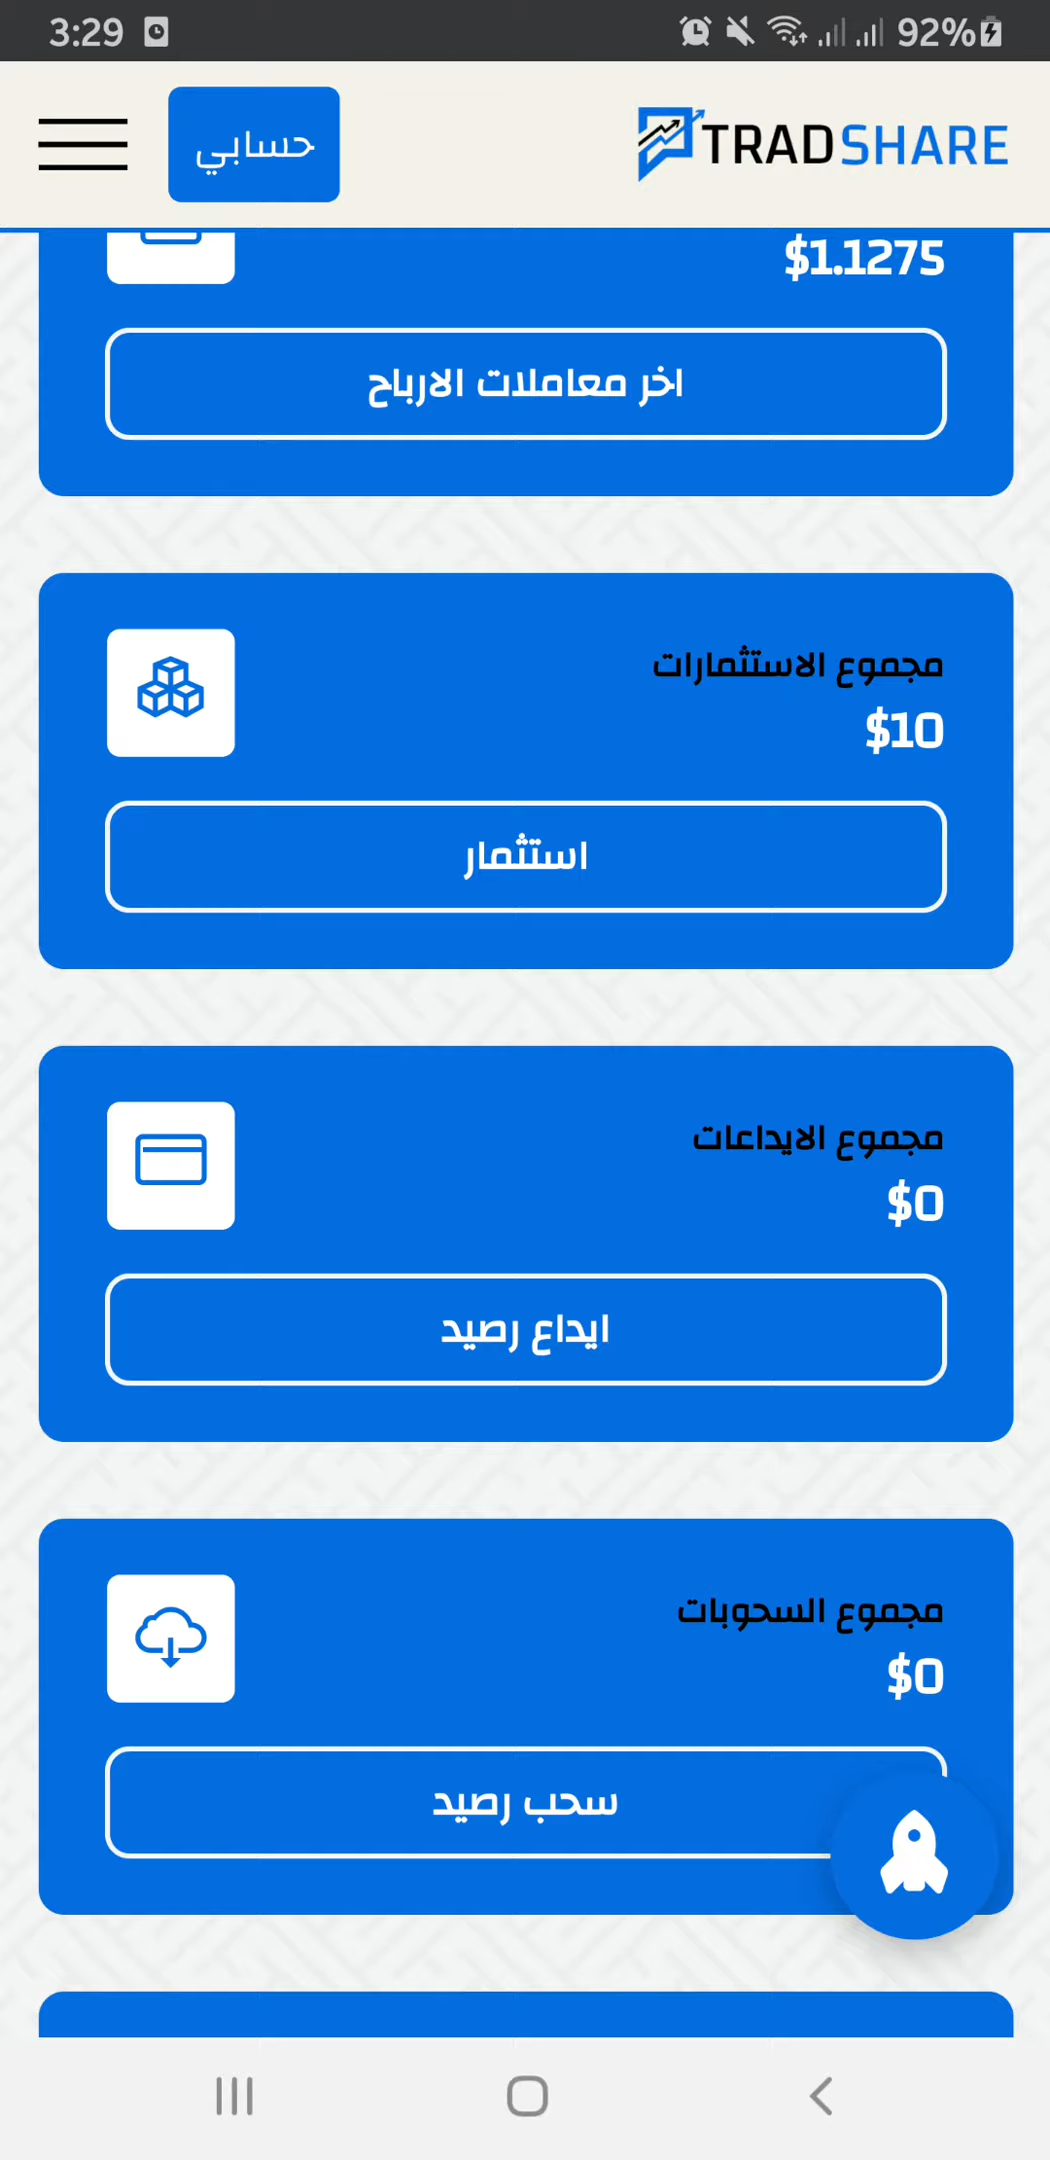 3:29 92%
حسابي TRADSHARE
$1.1275
اخر معاملات الارباح
مجموع الاستثمارات
$10
استثمار
مجموع الايداعات
$0
ايداع رصيد
مجموع السحوبات
$0
سحب رصيد